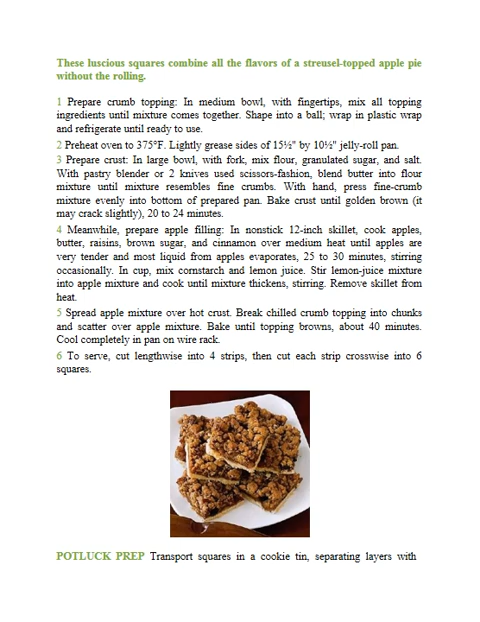 These luscious squares combine all the flavors of a streusel-topped apple pie
without the rolling.
1 Prepare crumb topping: In medium bowl, with fingertips, mix all topping
ingredients until mixture comes together. Shape into a ball; wrap in plastic wrap
and refrigerate until ready to use.
2 Preheat oven to 375°F. Lightly grease sides of 15½" by 10½" jelly-roll pan.
3 Prepare crust: In large bowl, with fork, mix flour, granulated sugar, and salt.
With pastry blender or 2 knives used scissors-fashion, blend butter into flour
mixture until mixture resembles fine crumbs. With hand, press fine-crumb
mixture evenly into bottom of prepared pan. Bake crust until golden brown (it
may crack slightly), 20 to 24 minutes.
4 Meanwhile, prepare apple filling: In nonstick 12-inch skillet, cook apples,
butter, raisins, brown sugar, and cinnamon over medium heat until apples are
very tender and most liquid from apples evaporates, 25 to 30 minutes, stirring
occasionally. In cup, mix cornstarch and lemon juice. Stir lemon-juice mixture
into apple mixture and cook until mixture thickens, stirring. Remove skillet from
heat.
5 Spread apple mixture over hot crust. Break chilled crumb topping into chunks
and scatter over apple mixture. Bake until topping browns, about 40 minutes.
Cool completely in pan on wire rack.
6 To serve, cut lengthwise into 4 strips, then cut each strip crosswise into 6
squares.
POTLUCK PREP Transport squares in a cookie tin, separating layers with